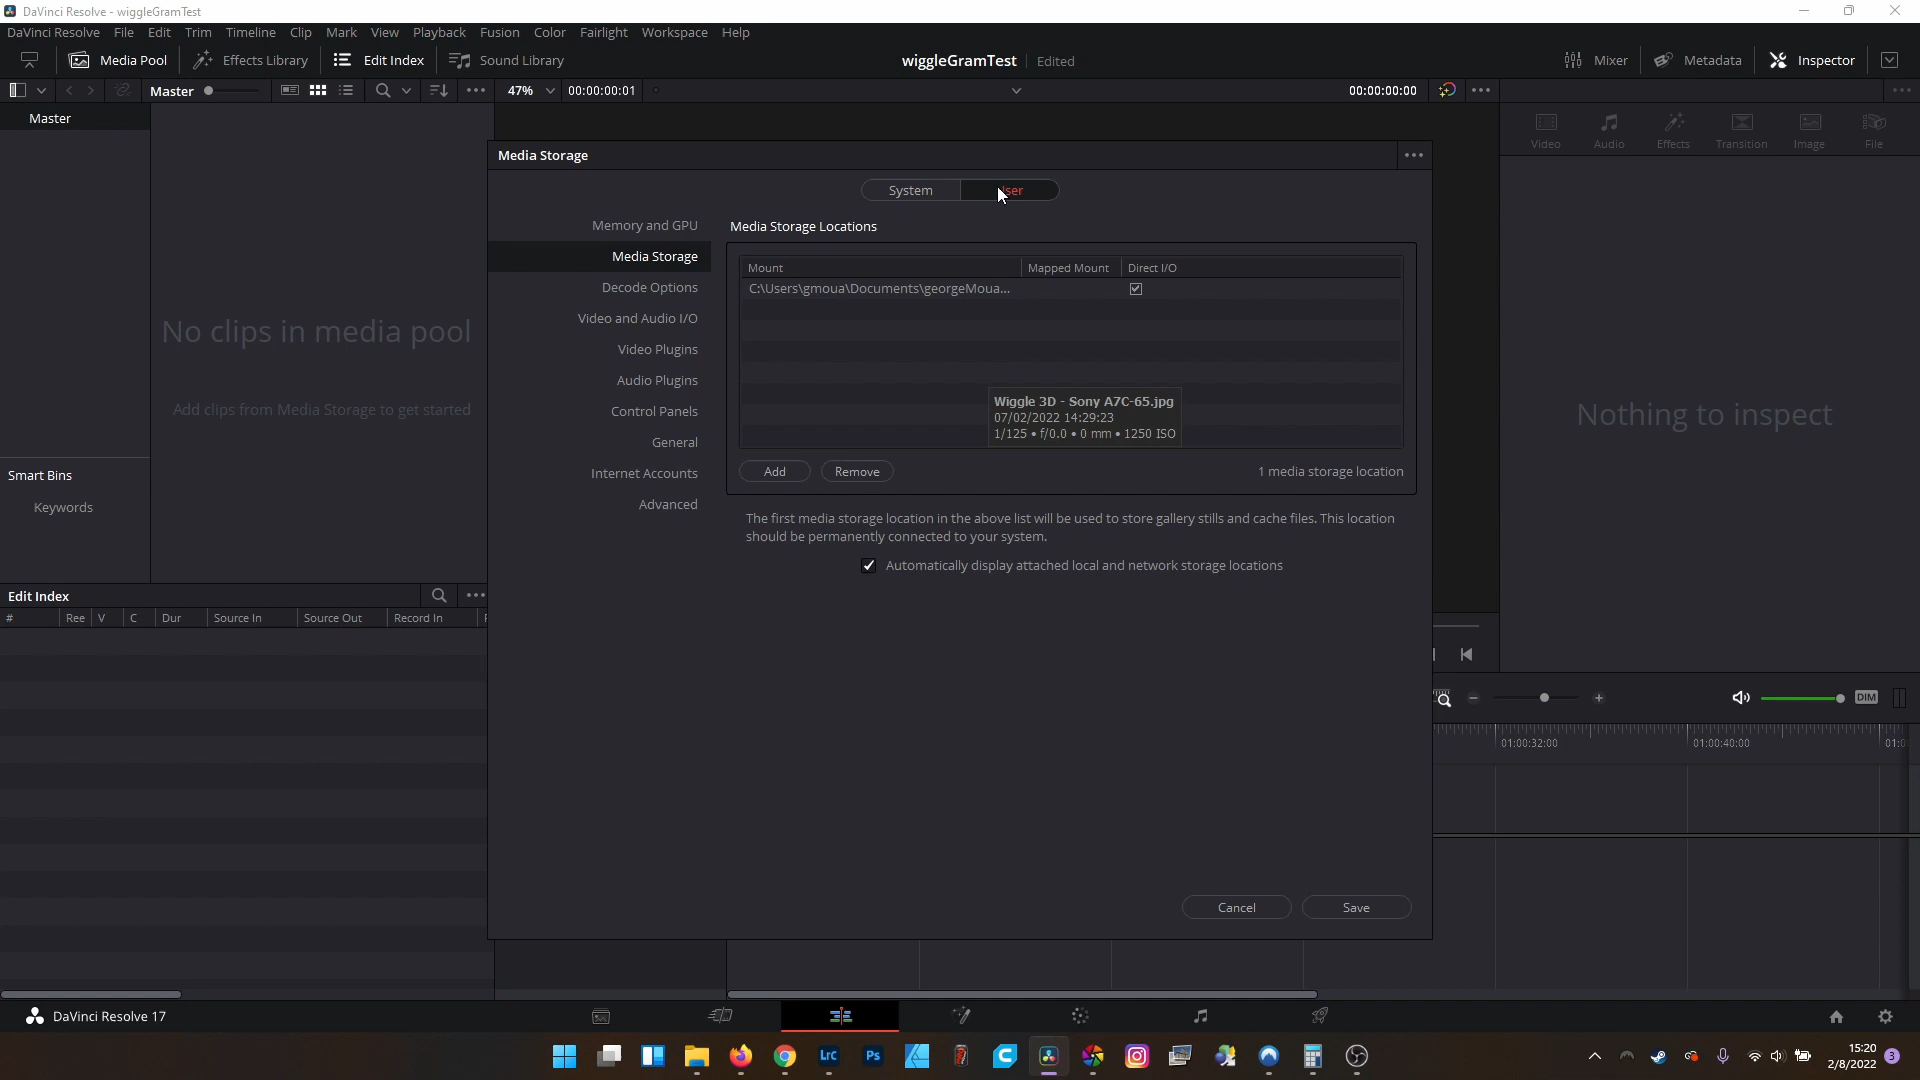 DaVinci Resolve - wiggleGramTest
DaVinci Resolve File Edit Trim Timeline Clip Mark View Playback Fusion Color Fairlight Workspace Help
Media Pool Effects Library Edit Index Sound Library wiggleGramTest Edited Mixer Metadata Inspector
Master 47% 00:00:00:01 00:00:00:00
Master
Video Audio Effects Transition Image File
No clips in media pool
Add clips from Media Storage to get started
Smart Bins
Keywords
Media Storage
System
Memory and GPU
Media Storage
Decode Options
Video and Audio I/O
Video Plugins
Audio Plugins
Control Panels
General
Internet Accounts
Advanced
Media Storage Locations
Mount Mapped Mount Direct I/O
C:\Users\gmoua\Documents\georgeMoua...
Wiggle 3D - Sony A7C-65.jpg
07/02/2022 14:29:23
1/125 • f/0.0 • 0 mm • 1250 ISO
Add Remove 1 media storage location
The first media storage location in the above list will be used to store gallery stills and cache files. This location
should be permanently connected to your system.
Automatically display attached local and network storage locations
Cancel Save
Nothing to inspect
Edit Index
# Ree V C Dur Source In Source Out Record In
DIM
01:00:32:00 01:00:40:00
DaVinci Resolve 17
Lrc Ps
15:20
2/8/2022 3